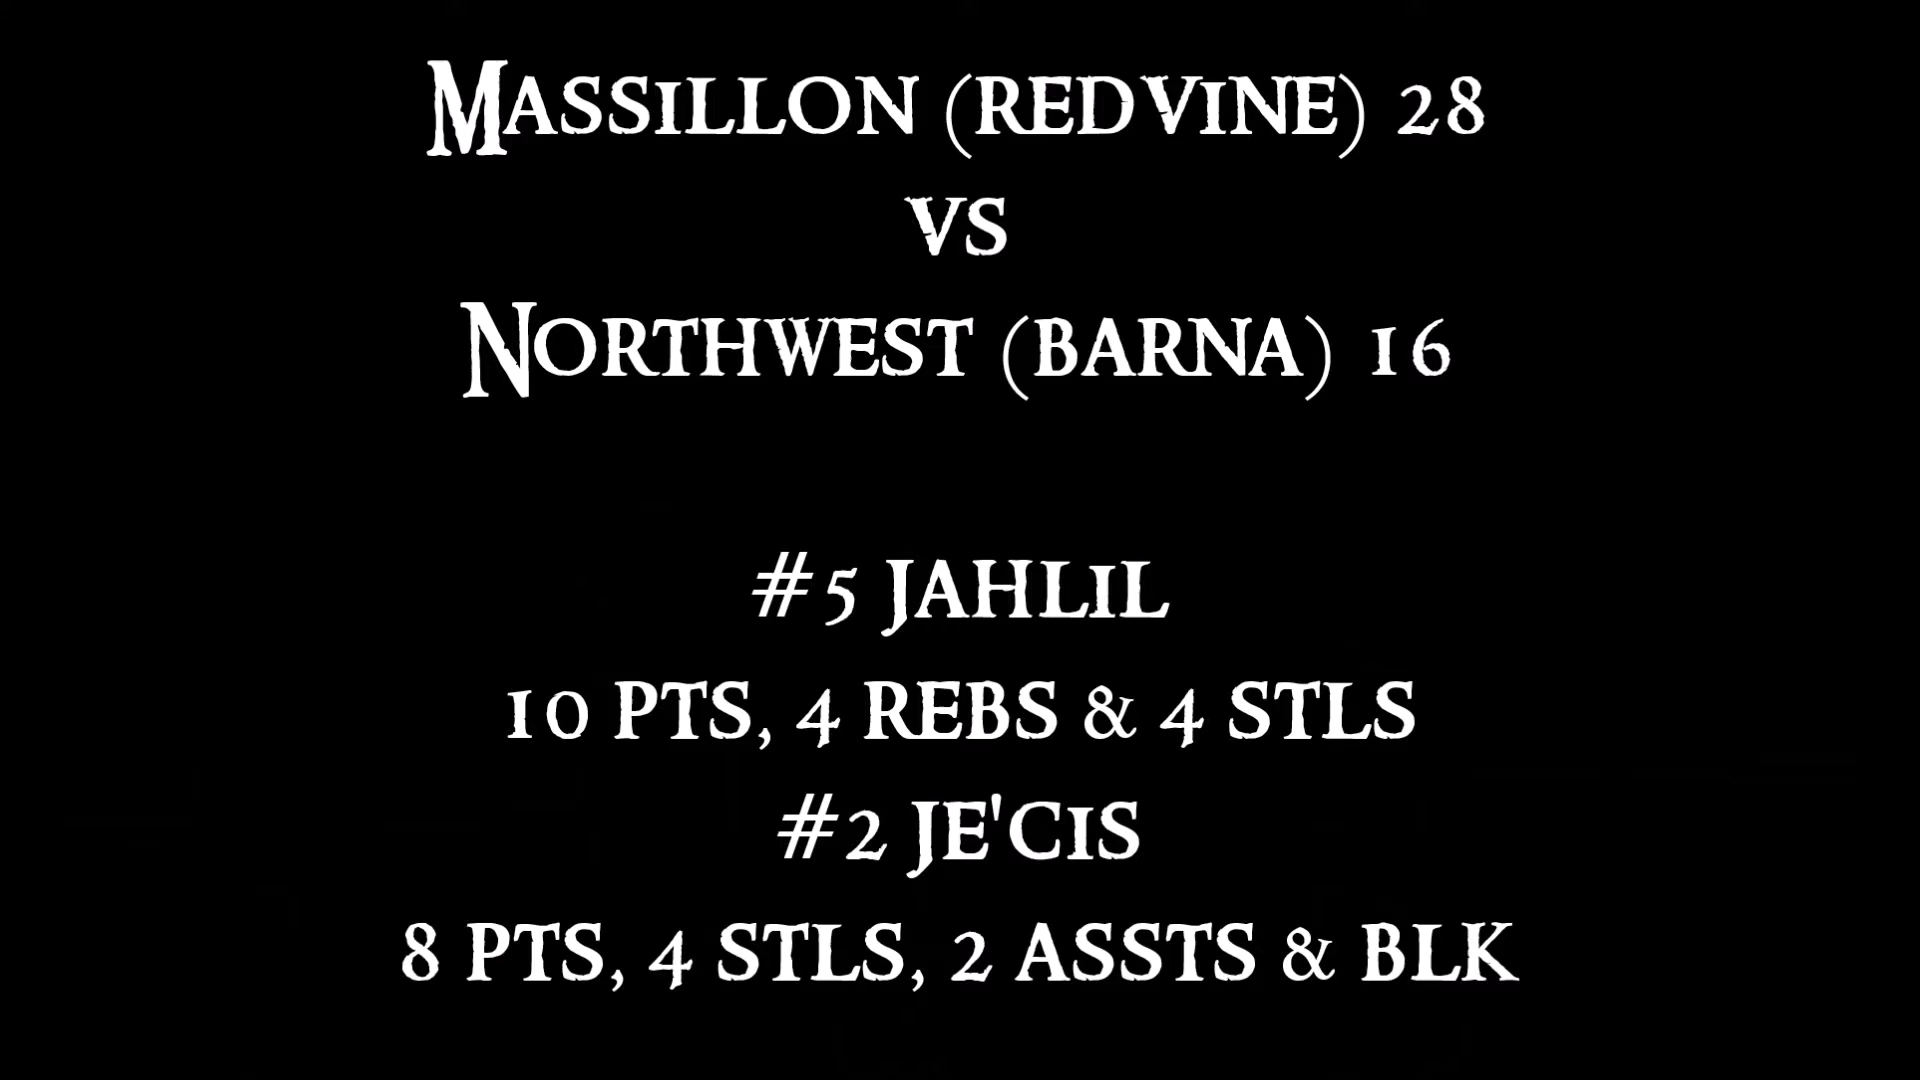 Massillon (redvine) 28
vs
Northwest (barna) 16
#5 Jahlil
10 pts, 4 rebs & 4 stls
#2 Je'Cis
8 pts, 4 stls, 2 assts & blk